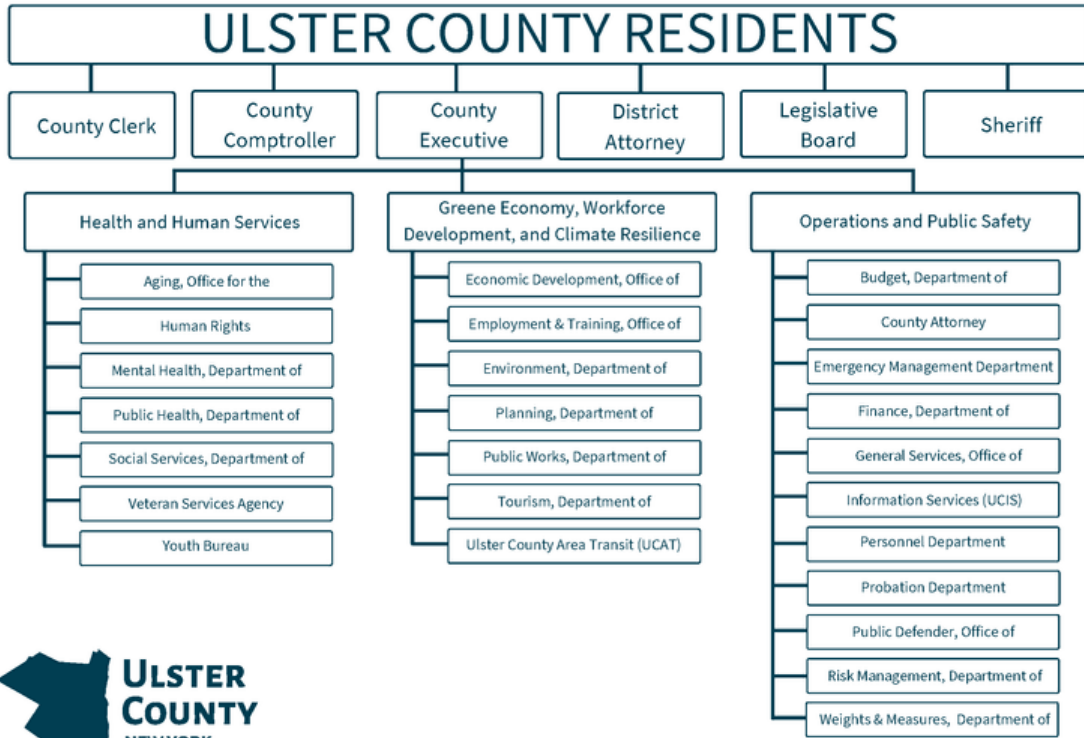 ULSTER COUNTY RESIDENTS
County Clerk
County
Comptroller
County
Executive
District
Attorney
Legislative
Board
Sheriff
Health and Human Services
Aging, Office for the
Human Rights
Mental Health, Department of
Public Health, Department of
Social Services, Department of
Veteran Services Agency
Youth Bureau
Greene Economy, Workforce
Development, and Climate Resilience
Economic Development, Office of
Employment & Training, Office of
Environment, Department of
Planning, Department of
Public Works, Department of
Tourism, Department of
Ulster County Area Transit (UCAT)
Operations and Public Safety
Budget, Department of
County Attorney
Emergency Management Department
Finance, Department of
General Services, Office of
Information Services (UCIS)
Personnel Department
Probation Department
Public Defender, Office of
Risk Management, Department of
Weights & Measures, Department of
ULSTER
COUNTY
NEW YORK